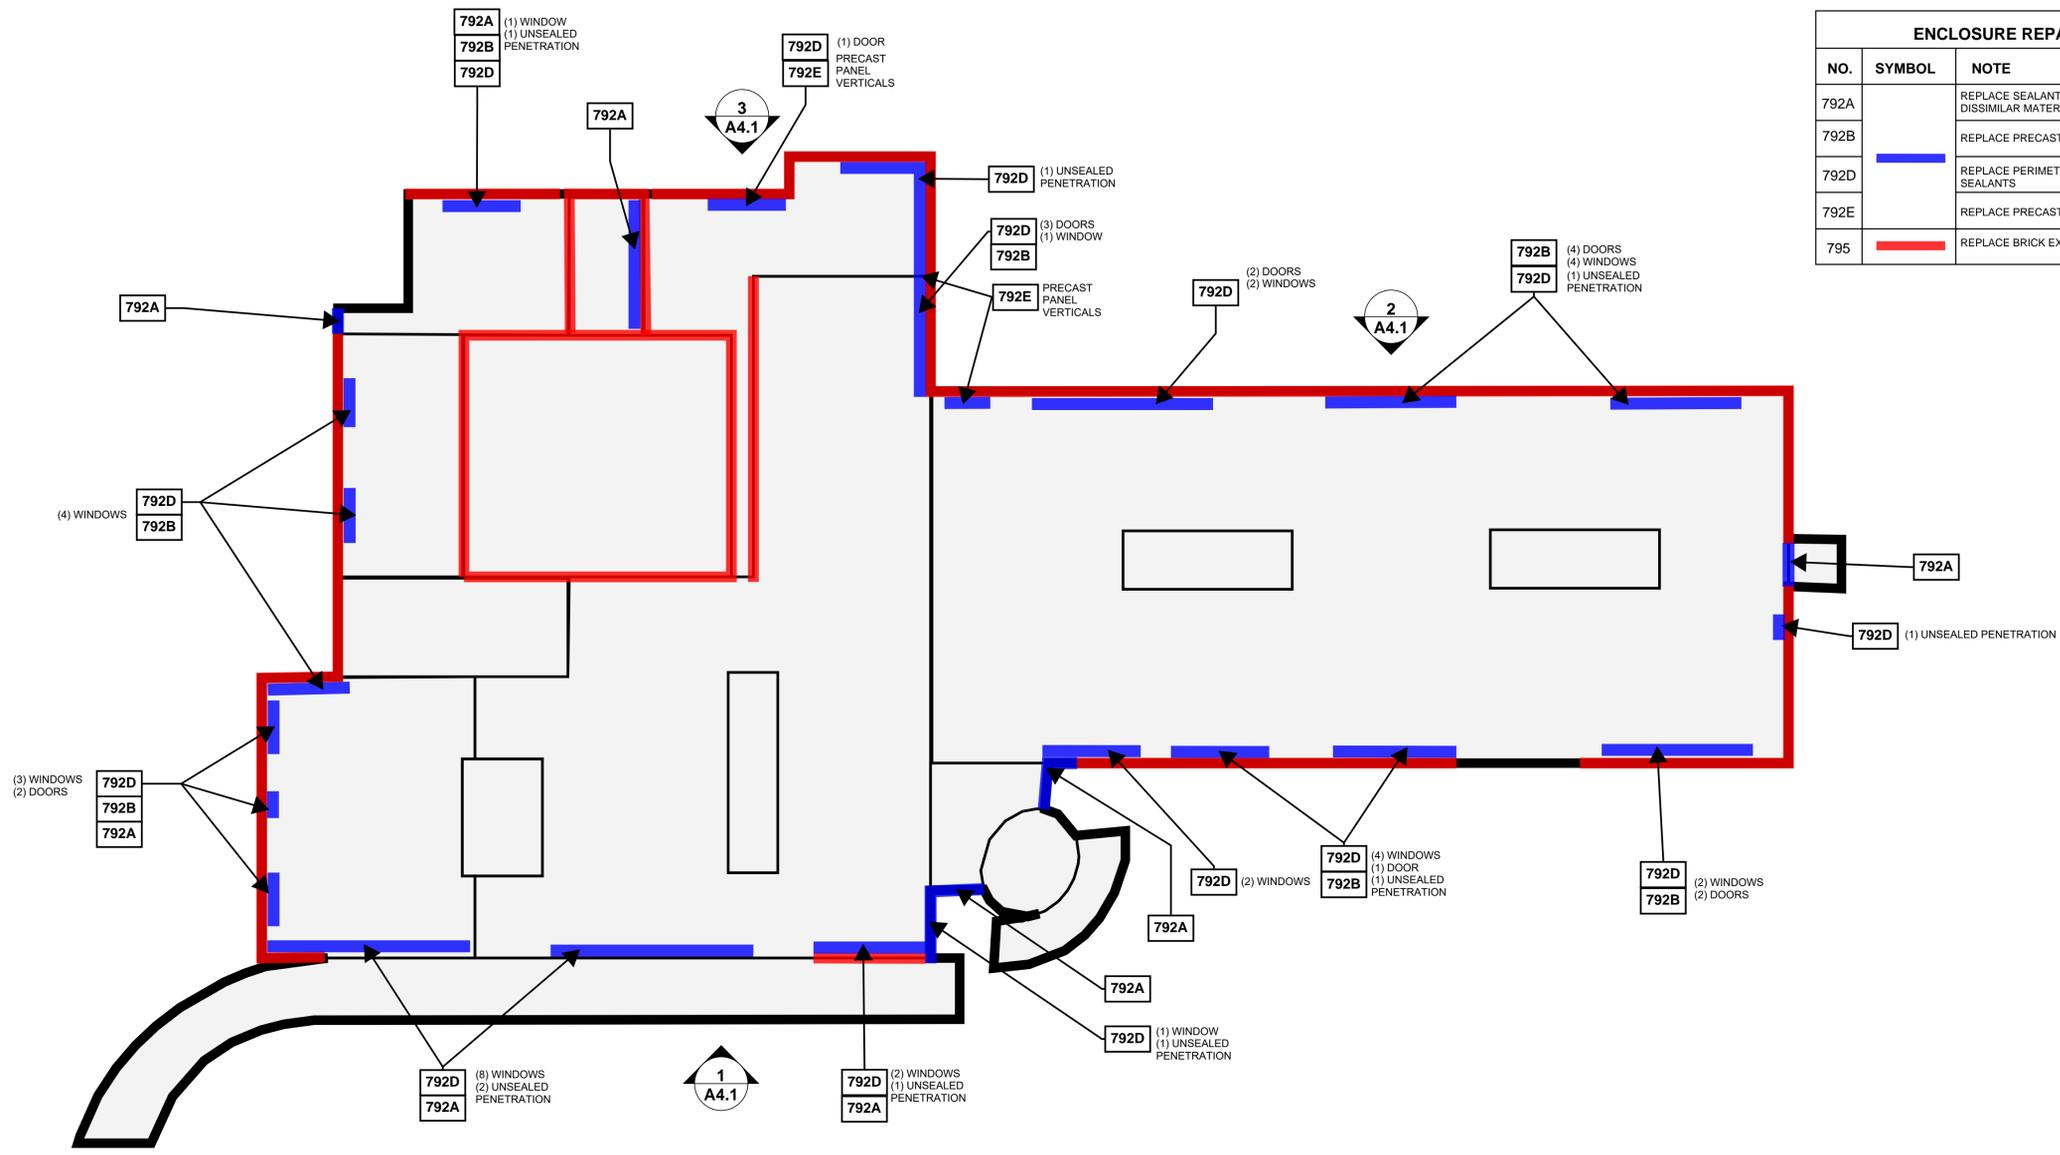 792A
(1) WINDOW
792B
(1) UNSEALED
PENETRATION
792D
792D
(1) DOOR
792E
PRECAST
PANEL
VERTICALS
792A
3
A4.1
792D
(1) UNSEALED
PENETRATION
792D
(3) DOORS
(1) WINDOW
792B
792E
PRECAST
PANEL
VERTICALS
792D
(2) DOORS
(2) WINDOWS
2
A4.1
792B
(4) DOORS
(4) WINDOWS
792D
(1) UNSEALED
PENETRATION
ENCLOSURE REPA
NO. SYMBOL NOTE
792A
REPLACE SEALANT
DISSIMILAR MATER
792B
REPLACE PRECAST
792D
REPLACE PERIMET
SEALANTS
792E
REPLACE PRECAST
795
REPLACE BRICK EX
792A
792D
(4) WINDOWS
792B
792A
792D
(1) UNSEALED PENETRATION
792D
(3) WINDOWS
(2) DOORS
792B
792A
792D
(2) WINDOWS
792D
(4) WINDOWS
(1) DOOR
792B
(1) UNSEALED
PENETRATION
792D
(2) WINDOWS
792B
(2) DOORS
792A
792A
792D
(1) WINDOW
(1) UNSEALED
PENETRATION
792D
(8) WINDOWS
(2) UNSEALED
PENETRATION
792A
1
A4.1
792D
(2) WINDOWS
(1) UNSEALED
PENETRATION
792A